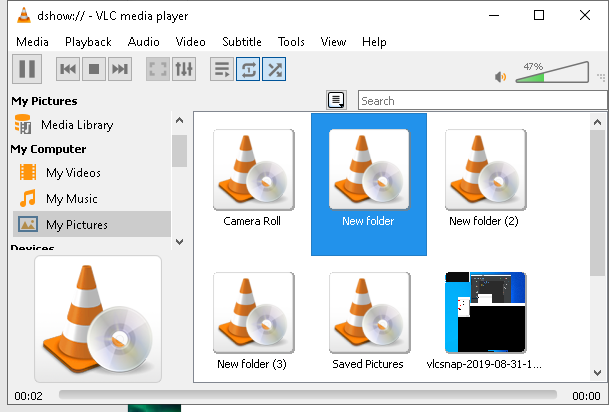 dshow:// - VLC media player
Media Playback Audio Video Subtitle Tools View Help
47%
My Pictures
Search
Media Library
My Computer
My Videos
My Music
My Pictures
Devices
Camera Roll New folder New folder (2)
New folder (3) Saved Pictures vlcsnap-2019-08-31-1...
00:02 00:00